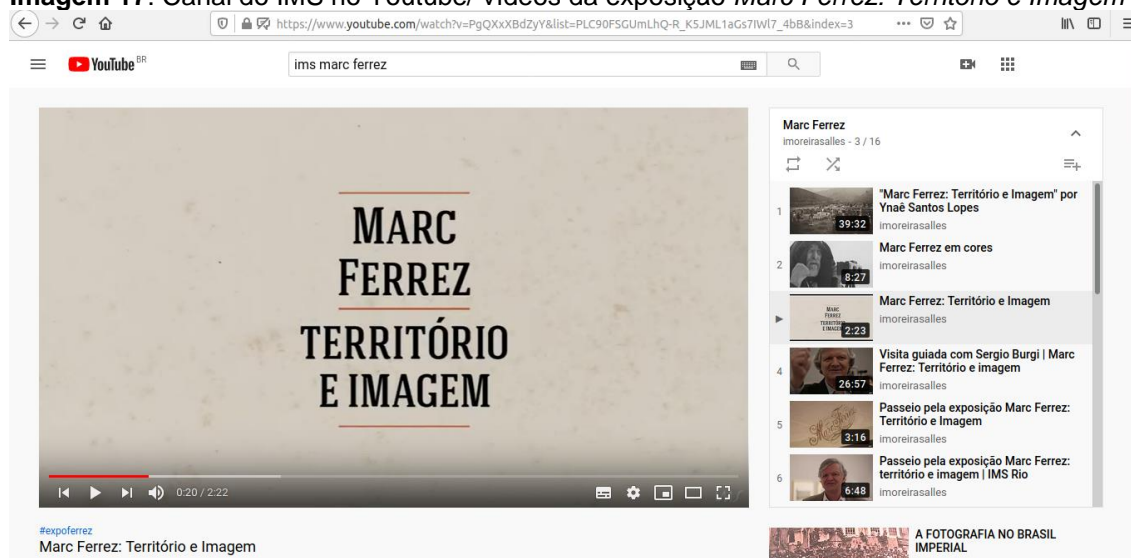 Imagem 17: Canal do IMS no Youtube/ Vídeos da exposição Marc Ferrez: Território e Imagem
https://www.youtube.com/watch?v=PgQXxXBdZyY&list=PLC90FSGUmLhQ-R_K5JML1aGs7IWl7_4bB&index=3
YouTube BR
ims marc ferrez
MARC
FERREZ
TERRITÓRIO
E IMAGEM
0:20 / 2:22
#expoferrez
Marc Ferrez: Território e Imagem
Marc Ferrez
imoreirasalles - 3 / 16
1
39:32
"Marc Ferrez: Território e Imagem" por
Ynaê Santos Lopes
imoreirasalles
2
8:27
Marc Ferrez em cores
imoreirasalles
MARC
FERREZ
TERRITÓRIO
E IMAGEM
2:23
Marc Ferrez: Território e Imagem
imoreirasalles
4
26:57
Visita guiada com Sergio Burgi | Marc
Ferrez: Território e imagem
imoreirasalles
5
3:16
Passeio pela exposição Marc Ferrez:
Território e Imagem
imoreirasalles
6
6:48
Passeio pela exposição Marc Ferrez:
território e imagem | IMS Rio
imoreirasalles
A FOTOGRAFIA NO BRASIL
IMPERIAL